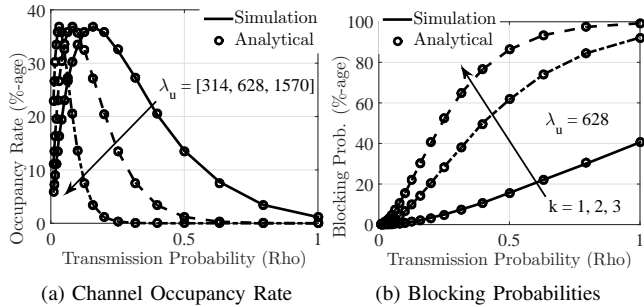 Simulation
Analytical
λu = [314, 628, 1570]
Occupancy Rate (%-age)
40
30
20
10
0
0
0.5
1
Transmission Probability (Rho)
(a) Channel Occupancy Rate
Simulation
Analytical
λu = 628
k = 1, 2, 3
Blocking Prob. (%-age)
100
80
60
40
20
0
0
0.5
1
Transmission Probability (Rho)
(b) Blocking Probabilities